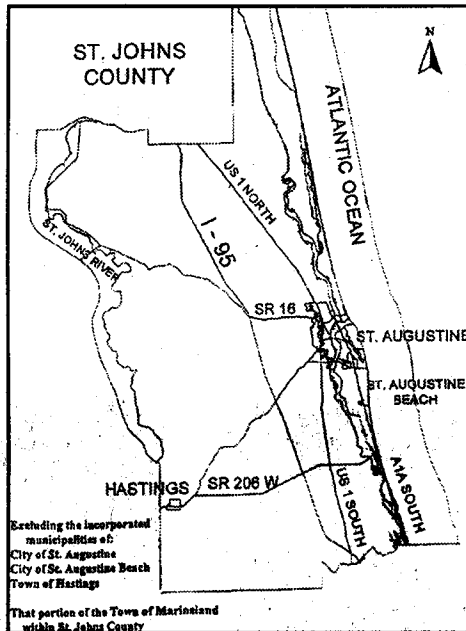 ST. JOHNS
COUNTY
N
ATLANTIC OCEAN
US 1 NORTH
I - 95
ST. JOHNS RIVER
SR 16
ST. AUGUSTINE
ST. AUGUSTINE
BEACH
HASTINGS
SR 206 W
US 1 SOUTH
A1A SOUTH
Excluding the incorporated
municipalities of:
City of St. Augustine
City of St. Augustine Beach
Town of Hastings
That portion of the Town of Marineland
within St. Johns County